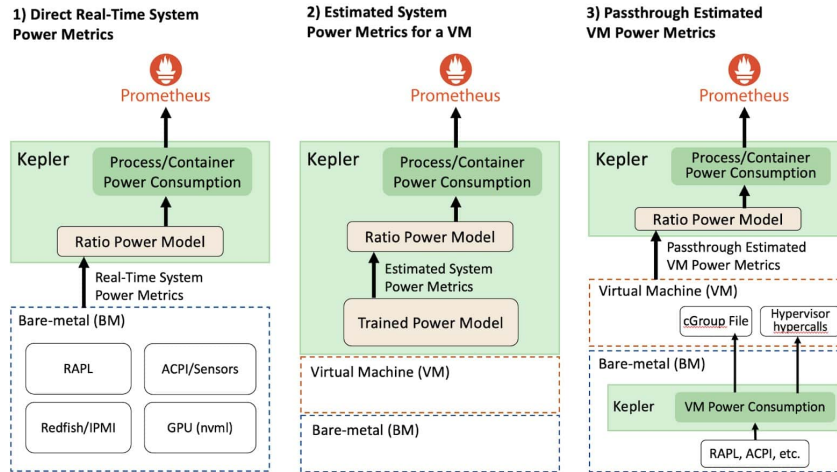 1) Direct Real-Time System
Power Metrics
Prometheus
Kepler
Process/Container
Power Consumption
Ratio Power Model
Real-Time System
Power Metrics
Bare-metal (BM)
RAPL
ACPI/Sensors
Redfish/IPMI
GPU (nvml)
2) Estimated System
Power Metrics for a VM
Prometheus
Kepler
Process/Container
Power Consumption
Ratio Power Model
Estimated System
Power Metrics
Trained Power Model
Virtual Machine (VM)
Bare-metal (BM)
3) Passthrough Estimated
VM Power Metrics
Prometheus
Kepler
Process/Container
Power Consumption
Ratio Power Model
Passthrough Estimated
VM Power Metrics
Virtual Machine (VM)
cGroup File
Hypervisor
hypercalls
Bare-metal (BM)
Kepler
VM Power Consumption
RAPL, ACPI, etc.